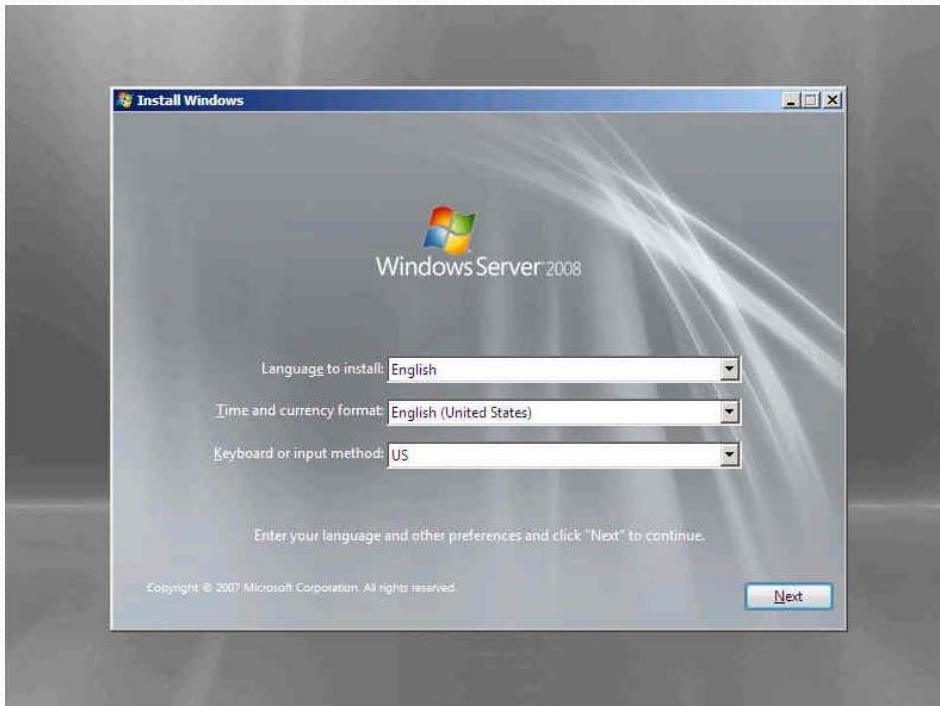 Install Windows
Windows Server 2008
Language to install: English
Time and currency format: English (United States)
Keyboard or input method: US
Enter your language and other preferences and click "Next" to continue.
Copyright © 2007 Microsoft Corporation. All rights reserved.
Next